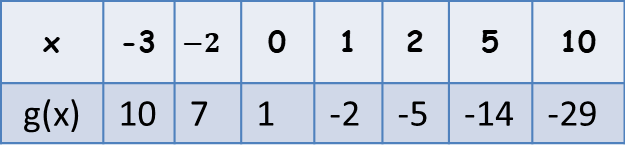 x -3 −2 0 1 2 5 10
g(x) 10 7 1 -2 -5 -14 -29